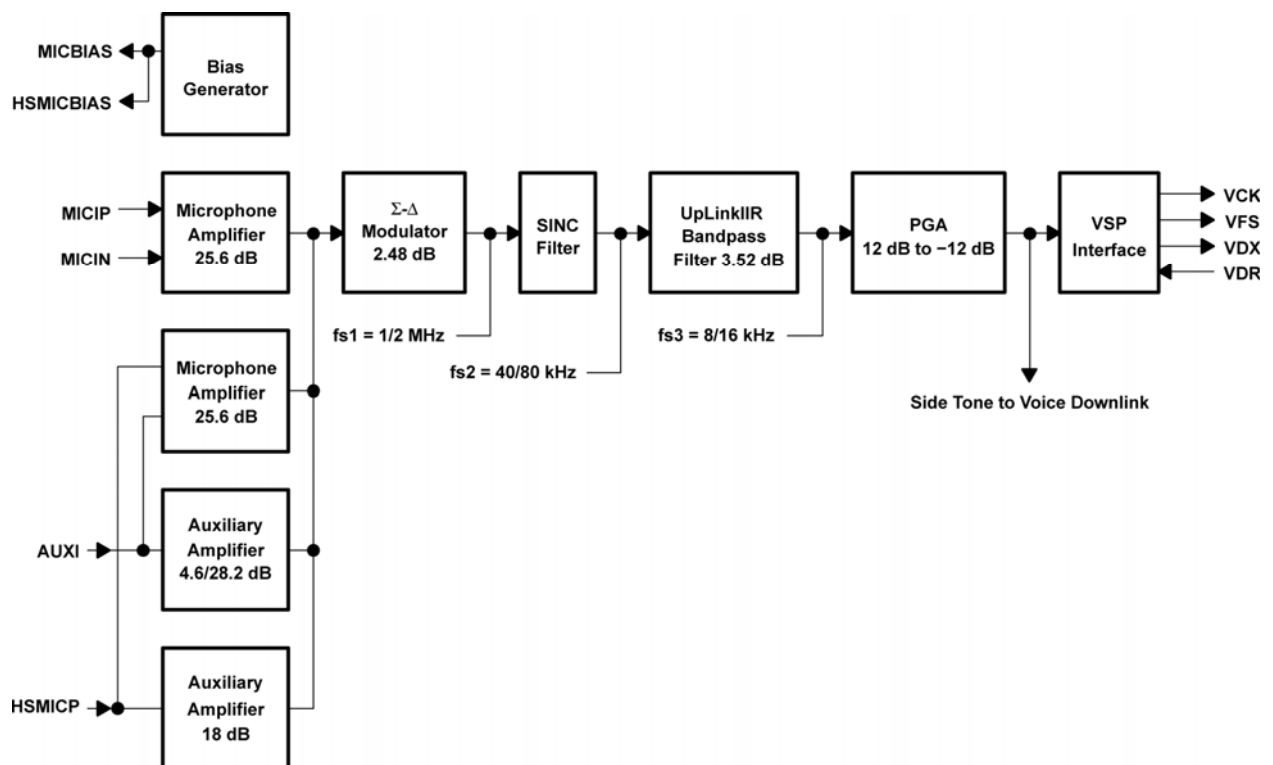 MICBIAS
HSMICBIAS
Bias
Generator
MICIP
MICIN
Microphone
Amplifier
25.6 dB
Σ-Δ
Modulator
2.48 dB
SINC
Filter
UpLinkIIR
Bandpass
Filter 3.52 dB
PGA
12 dB to −12 dB
VSP
Interface
VCK
VFS
VDX
VDR
fs1 = 1/2 MHz
fs2 = 40/80 kHz
fs3 = 8/16 kHz
Side Tone to Voice Downlink
Microphone
Amplifier
25.6 dB
AUXI
Auxiliary
Amplifier
4.6/28.2 dB
HSMICP
Auxiliary
Amplifier
18 dB